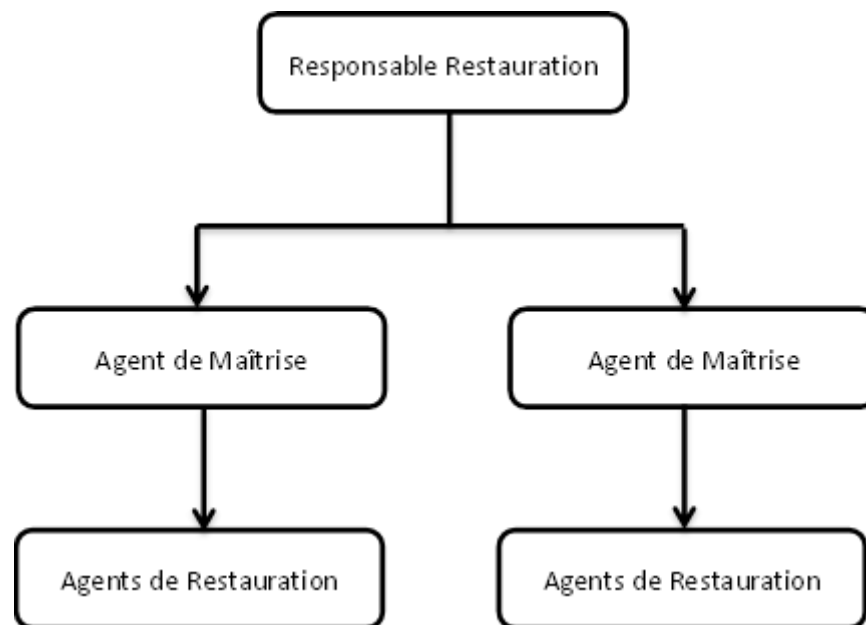 Responsable Restauration
Agent de Maîtrise
Agent de Maîtrise
Agents de Restauration
Agents de Restauration